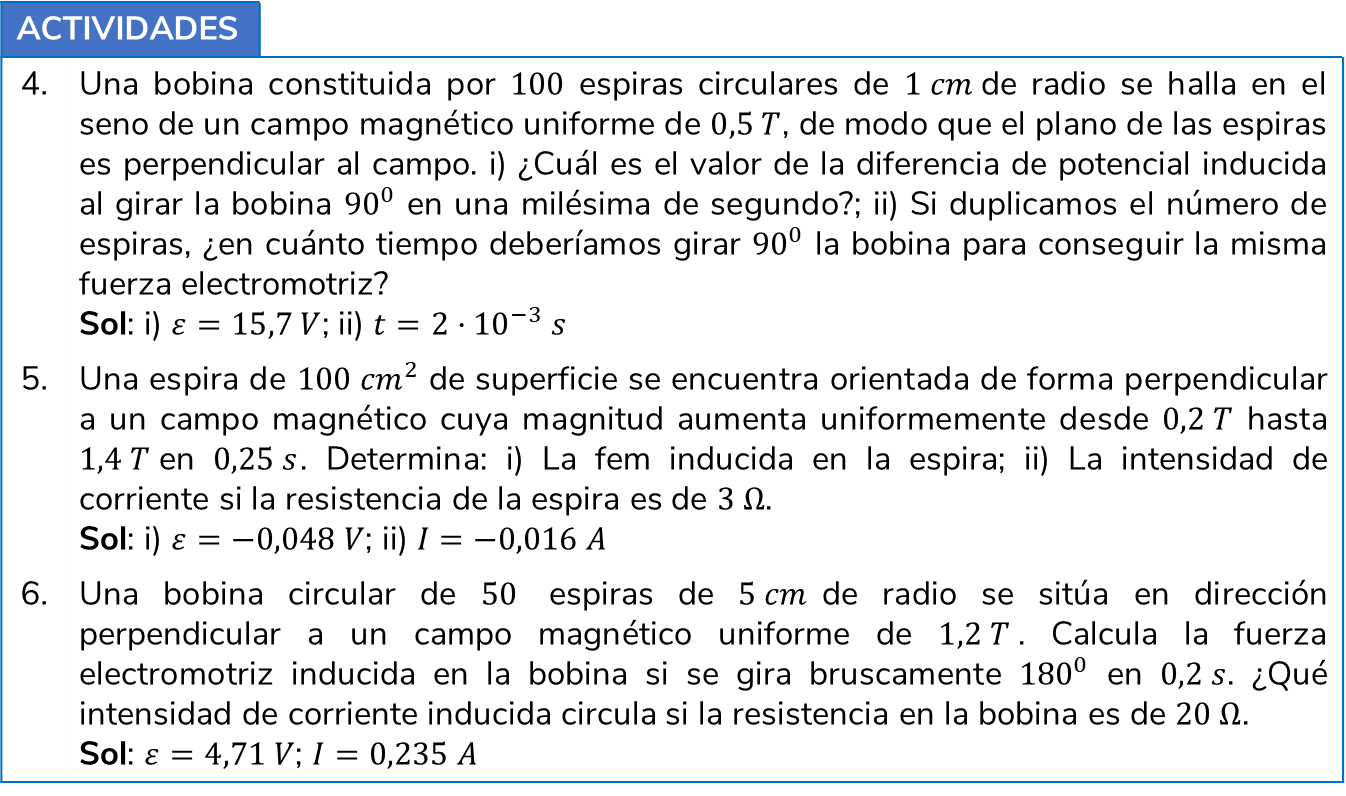 ACTIVIDADES
4. Una bobina constituida por 100 espiras circulares de 1 cm de radio se halla en el
seno de un campo magnético uniforme de 0,5 T, de modo que el plano de las espiras
es perpendicular al campo. i) ¿Cuál es el valor de la diferencia de potencial inducida
al girar la bobina 90⁰ en una milésima de segundo?; ii) Si duplicamos el número de
espiras, ¿en cuánto tiempo deberíamos girar 90⁰ la bobina para conseguir la misma
fuerza electromotriz?
Sol: i) ε = 15,7 V; ii) t = 2 · 10⁻³ s
5. Una espira de 100 cm² de superficie se encuentra orientada de forma perpendicular
a un campo magnético cuya magnitud aumenta uniformemente desde 0,2 T hasta
1,4 T en 0,25 s. Determina: i) La fem inducida en la espira; ii) La intensidad de
corriente si la resistencia de la espira es de 3 Ω.
Sol: i) ε = −0,048 V; ii) I = −0,016 A
6. Una bobina circular de 50 espiras de 5 cm de radio se sitúa en dirección
perpendicular a un campo magnético uniforme de 1,2 T. Calcula la fuerza
electromotriz inducida en la bobina si se gira bruscamente 180⁰ en 0,2 s. ¿Qué
intensidad de corriente inducida circula si la resistencia en la bobina es de 20 Ω.
Sol: ε = 4,71 V; I = 0,235 A